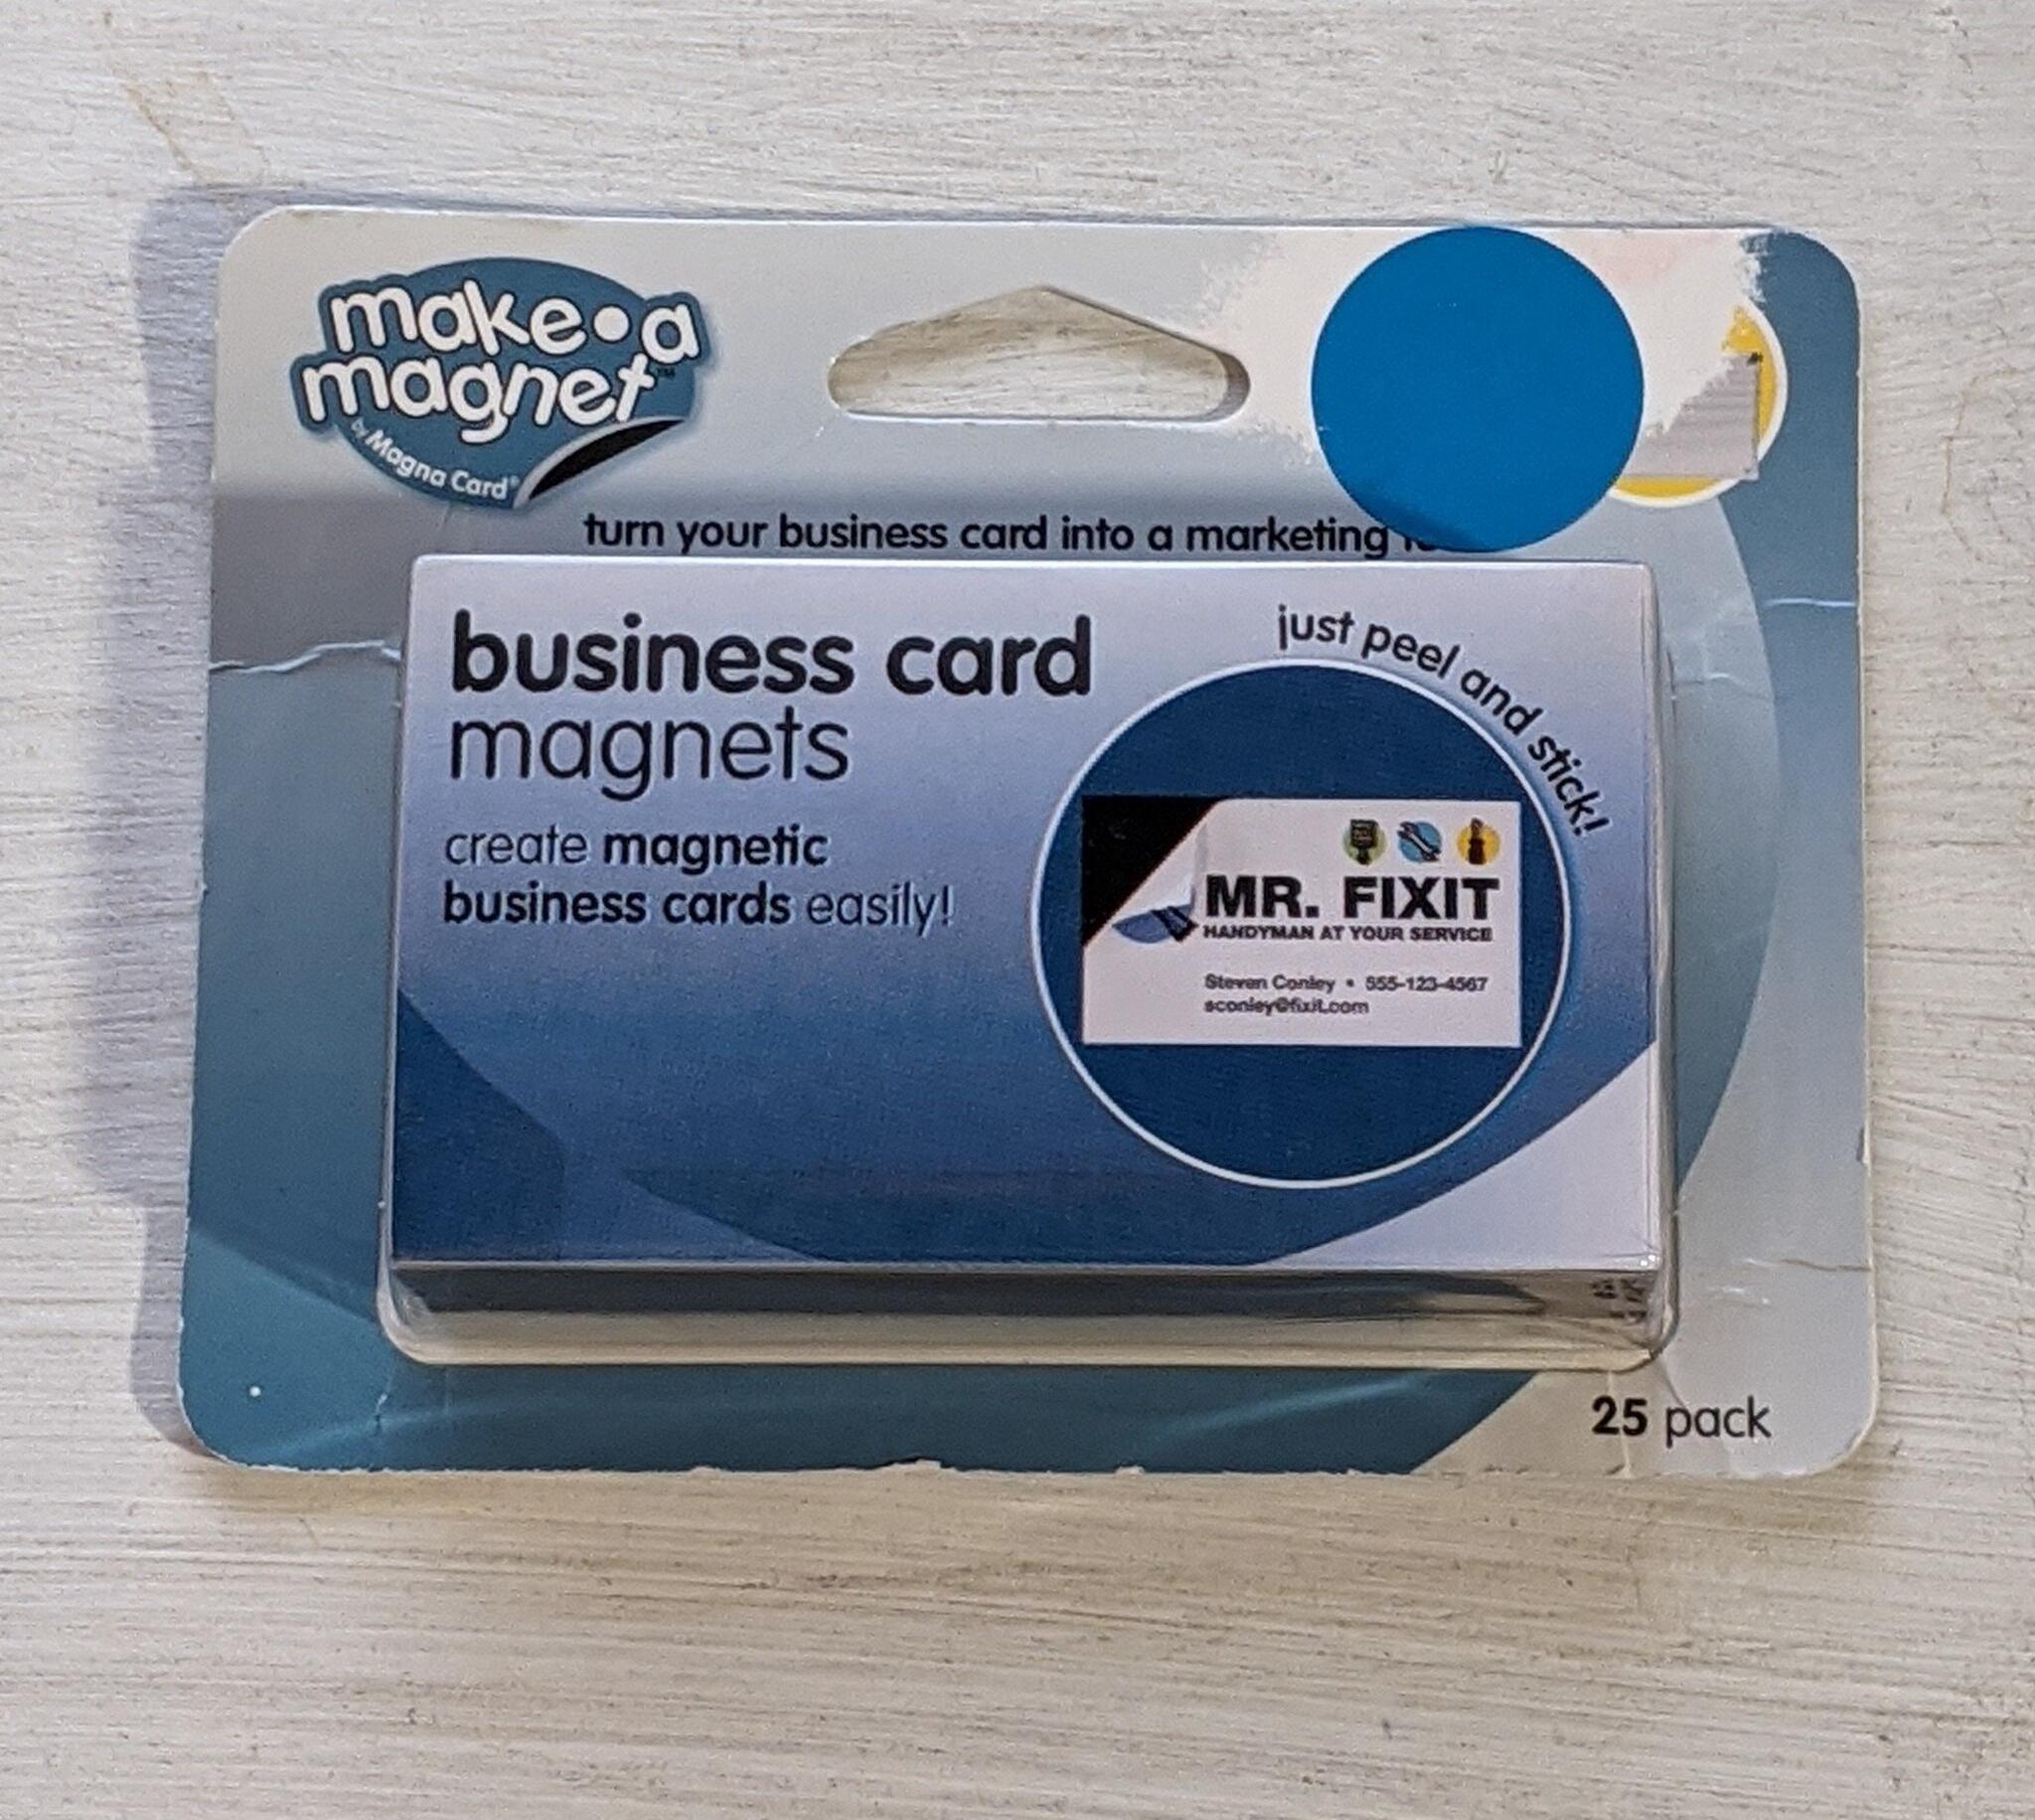 make•a
magnet™
by Magna Card®
turn your business card into a marketing
business card
magnets
create magnetic
business cards easily!
just peel and stick!
MR. FIXIT
HANDYMAN AT YOUR SERVICE
Steven Conley • 555-123-4567
sconley@fixit.com
25 pack